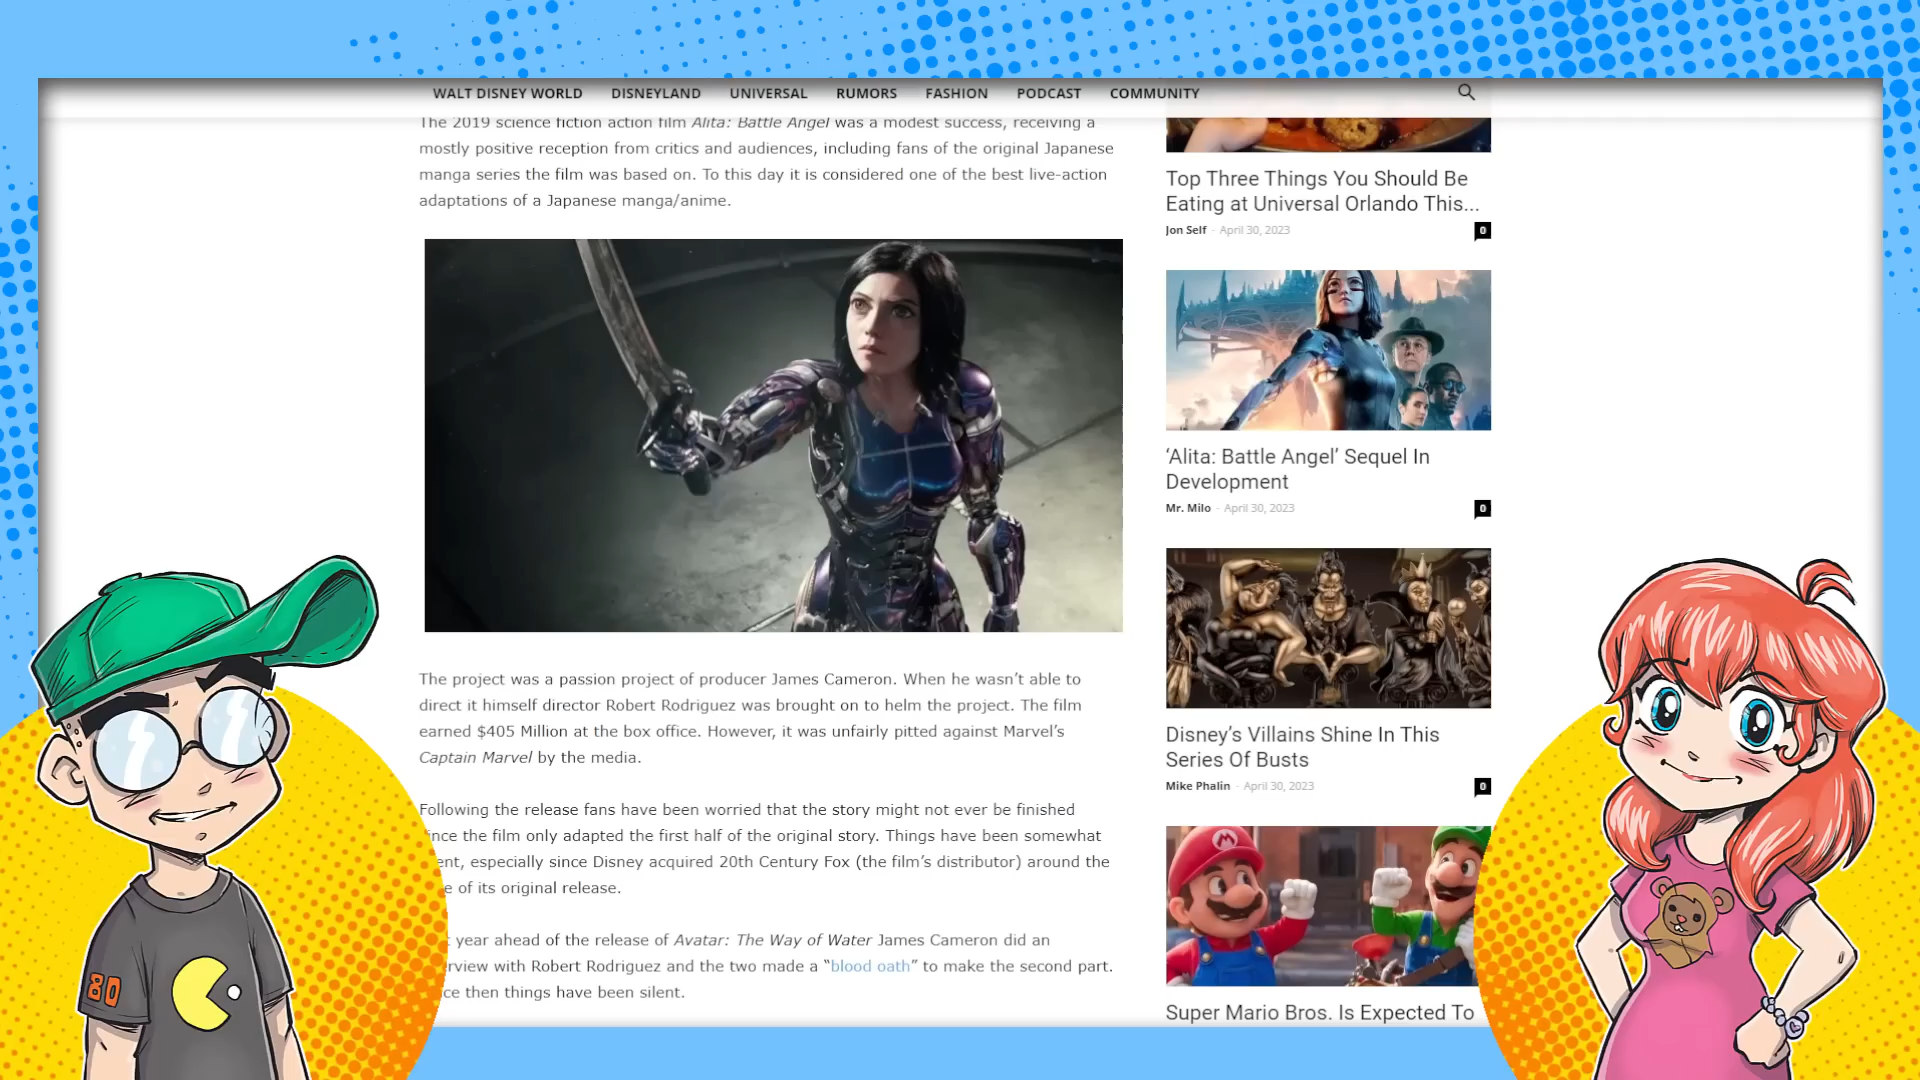 WALT DISNEY WORLD DISNEYLAND UNIVERSAL RUMORS FASHION PODCAST COMMUNITY
The 2019 science fiction action film Alita: Battle Angel was a modest success, receiving a
mostly positive reception from critics and audiences, including fans of the original Japanese
manga series the film was based on. To this day it is considered one of the best live-action
adaptations of a Japanese manga/anime.
The project was a passion project of producer James Cameron. When he wasn't able to
direct it himself director Robert Rodriguez was brought on to helm the project. The film
earned $405 Million at the box office. However, it was unfairly pitted against Marvel's
Captain Marvel by the media.
Following the release fans have been worried that the story might not ever be finished
the film only adapted the first half of the original story. Things have been somewhat
especially since Disney acquired 20th Century Fox (the film's distributor) around the
of its original release.
year ahead of the release of Avatar: The Way of Water James Cameron did an
with Robert Rodriguez and the two made a "blood oath" to make the second part.
then things have been silent.
Top Three Things You Should Be
Eating at Universal Orlando This...
Jon Self - April 30, 2023
0
'Alita: Battle Angel' Sequel In
Development
Mr. Milo - April 30, 2023
0
Disney's Villains Shine In This
Series Of Busts
Mike Phalin - April 30, 2023
0
M
Super Mario Bros. Is Expected To
80